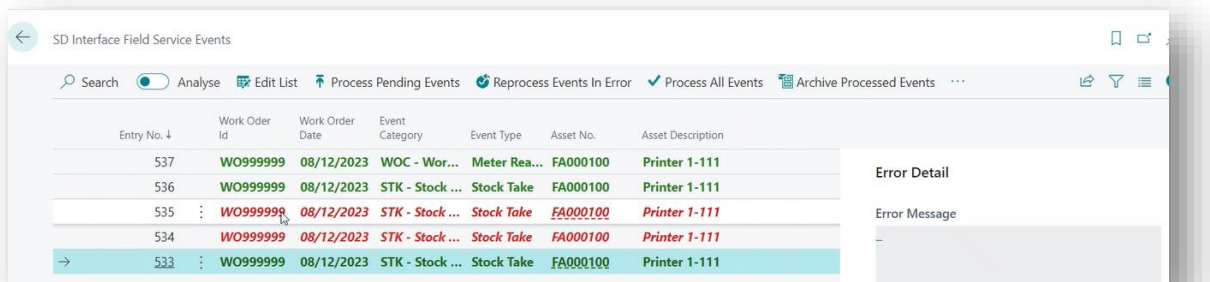 SD Interface Field Service Events
Search Analyse Edit List Process Pending Events Reprocess Events In Error Process All Events Archive Processed Events ...
Entry No.↓ Work Oder Id Work Order Date Event Category Event Type Asset No. Asset Description
537 WO999999 08/12/2023 WOC - Wor... Meter Rea... FA000100 Printer 1-111
536 WO999999 08/12/2023 STK - Stock ... Stock Take FA000100 Printer 1-111
535 WO999999 08/12/2023 STK - Stock ... Stock Take FA000100 Printer 1-111
534 WO999999 08/12/2023 STK - Stock ... Stock Take FA000100 Printer 1-111
533 WO999999 08/12/2023 STK - Stock ... Stock Take FA000100 Printer 1-111
Error Detail
Error Message
_